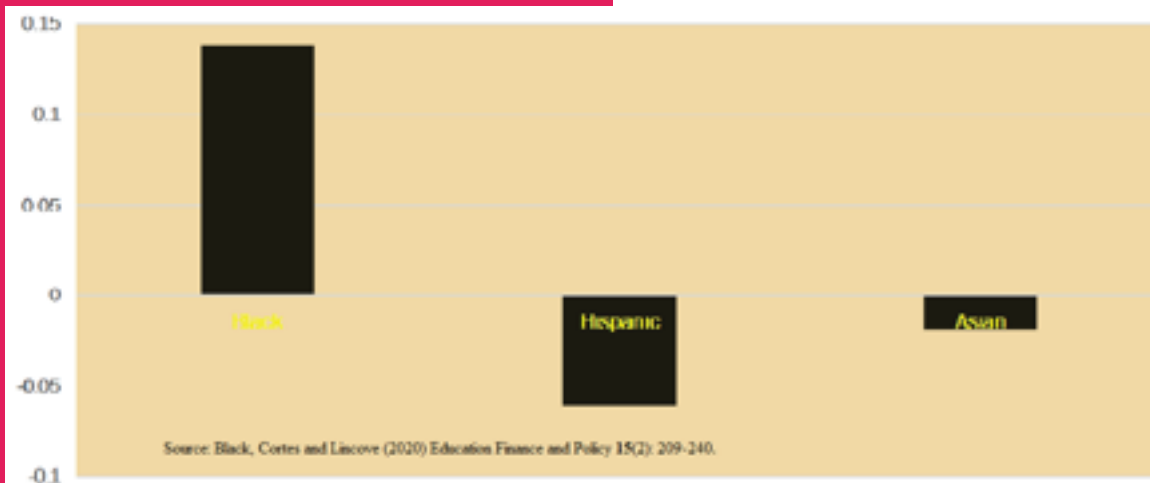 0.15
0.1
0.05
0
Black
Hispanic
Asian
-0.05
Source: Black, Cortes and Lincove (2020) Education Finance and Policy 15(2): 209-240.
-0.1